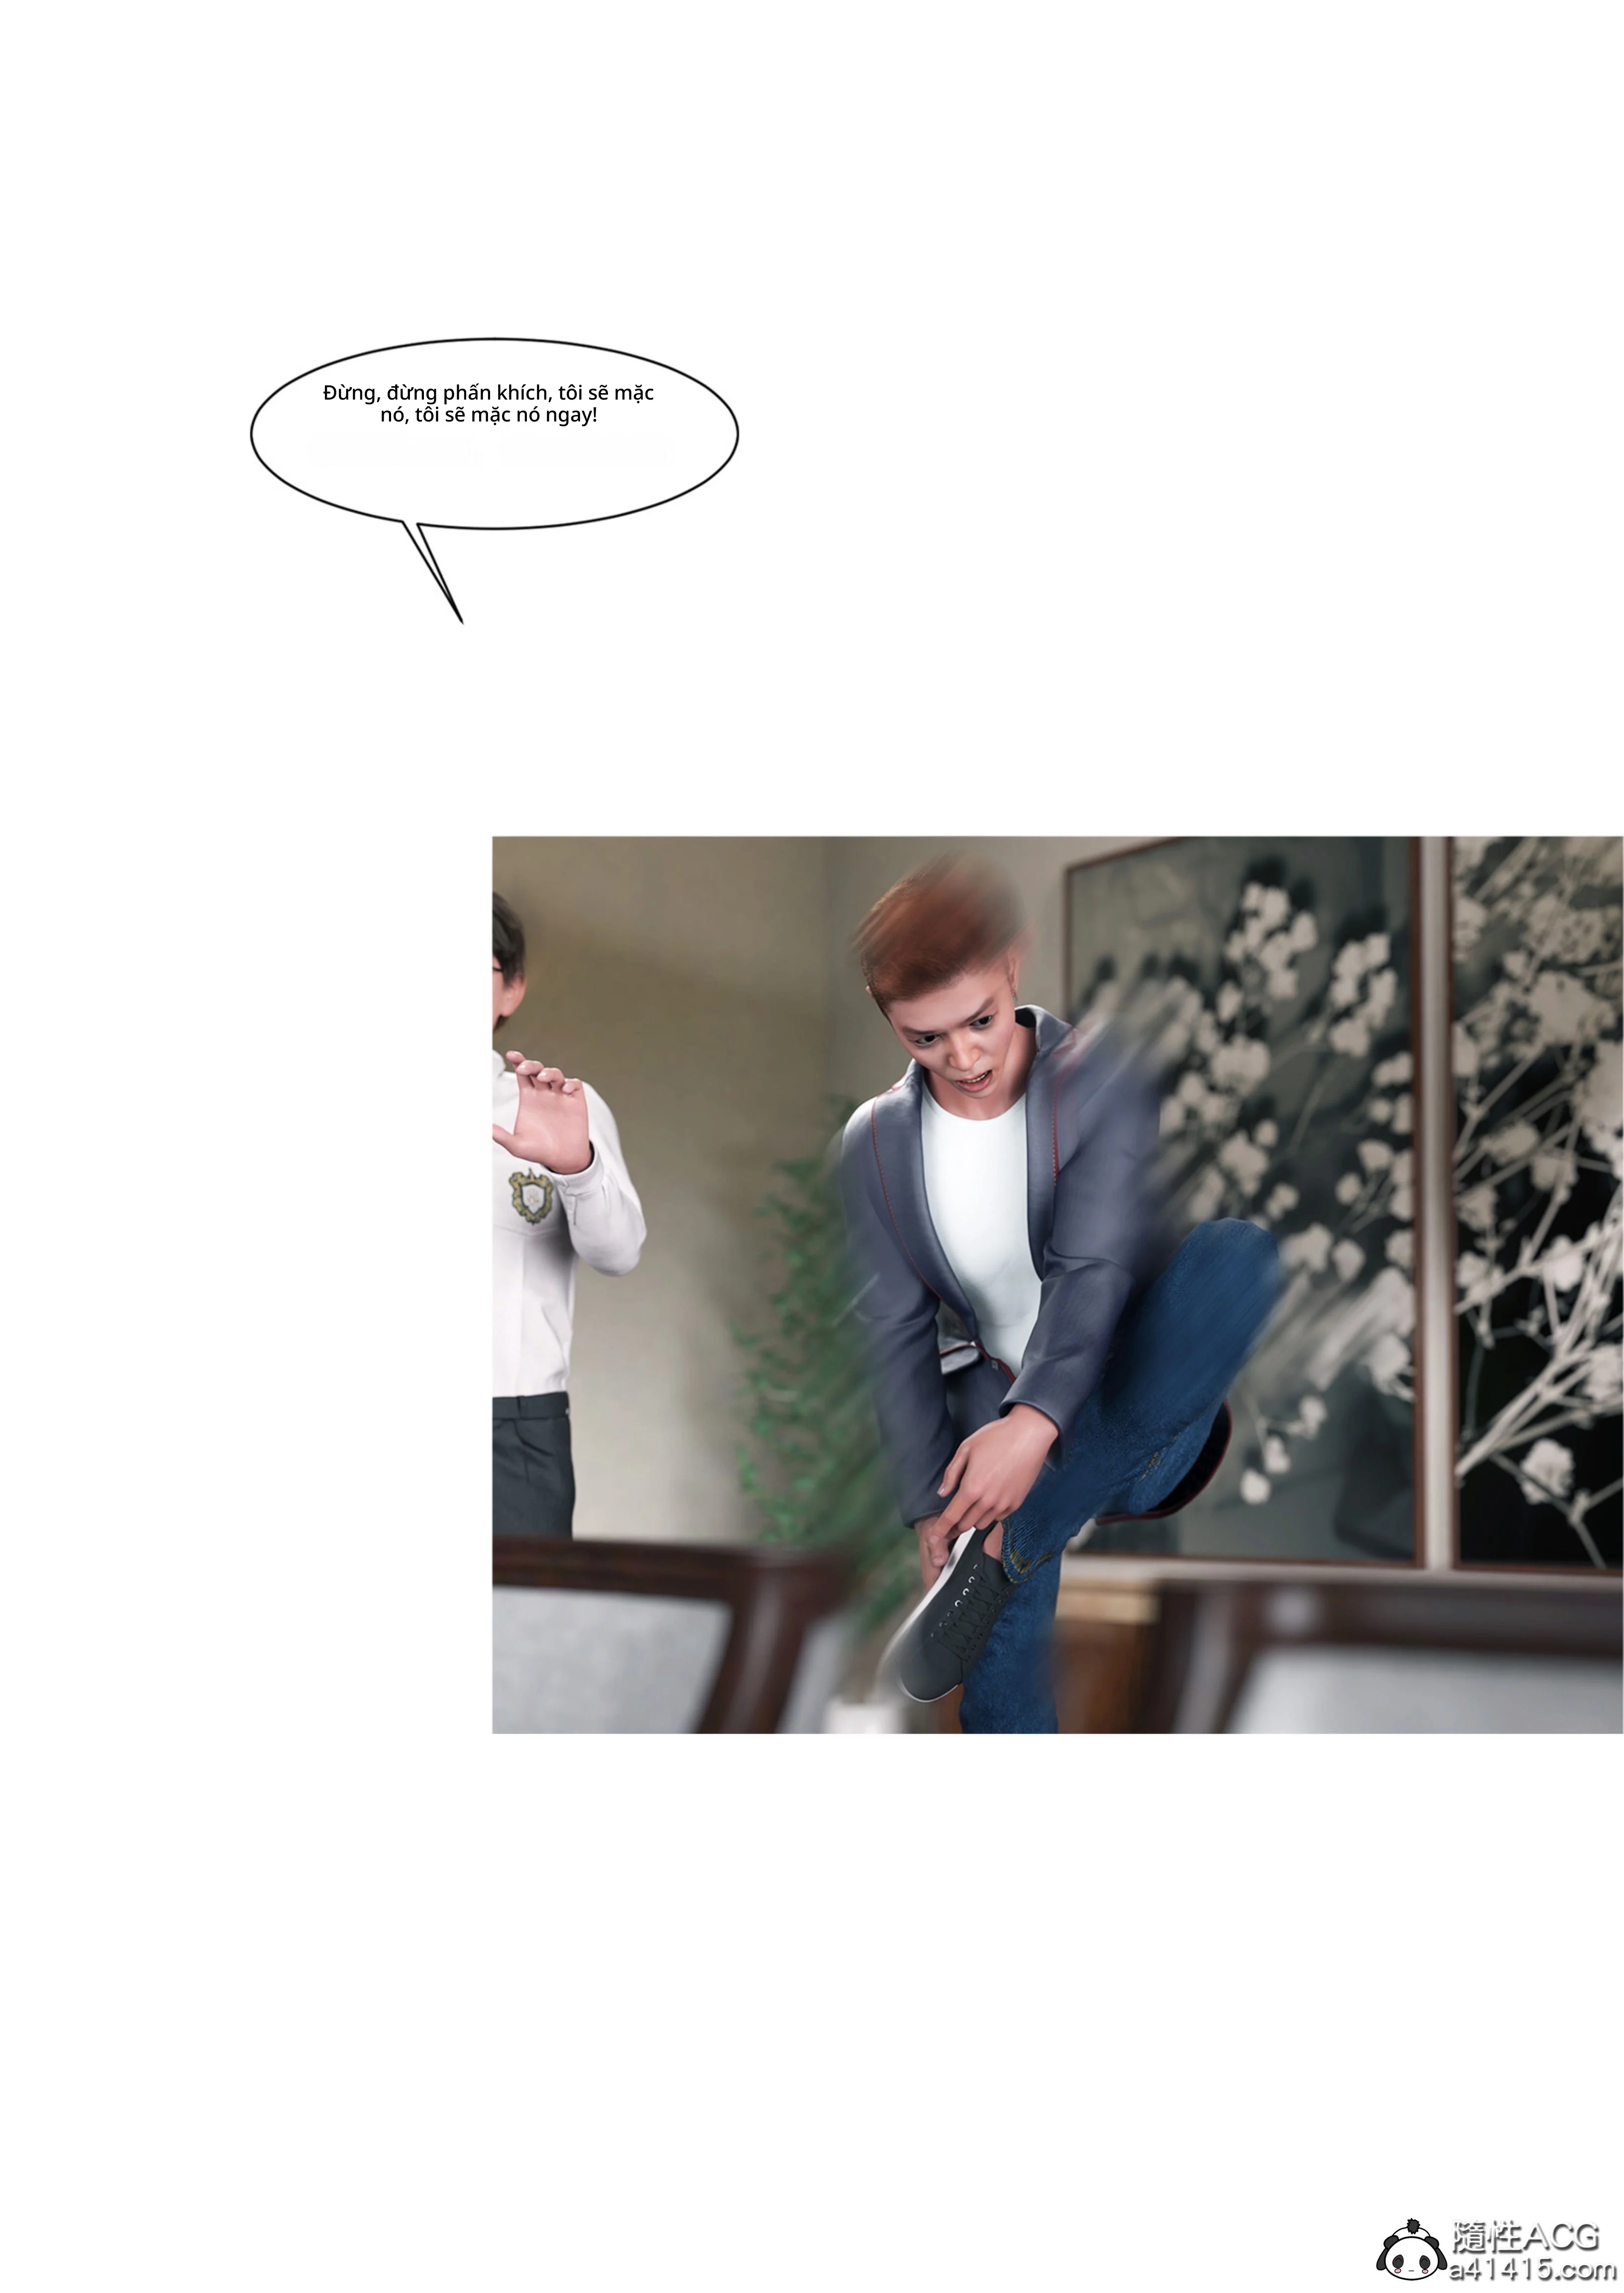 Đừng, đừng phấn khích, tôi sẽ mặc
nó, tôi sẽ mặc nó ngay!
隨性ACG
a41415.com